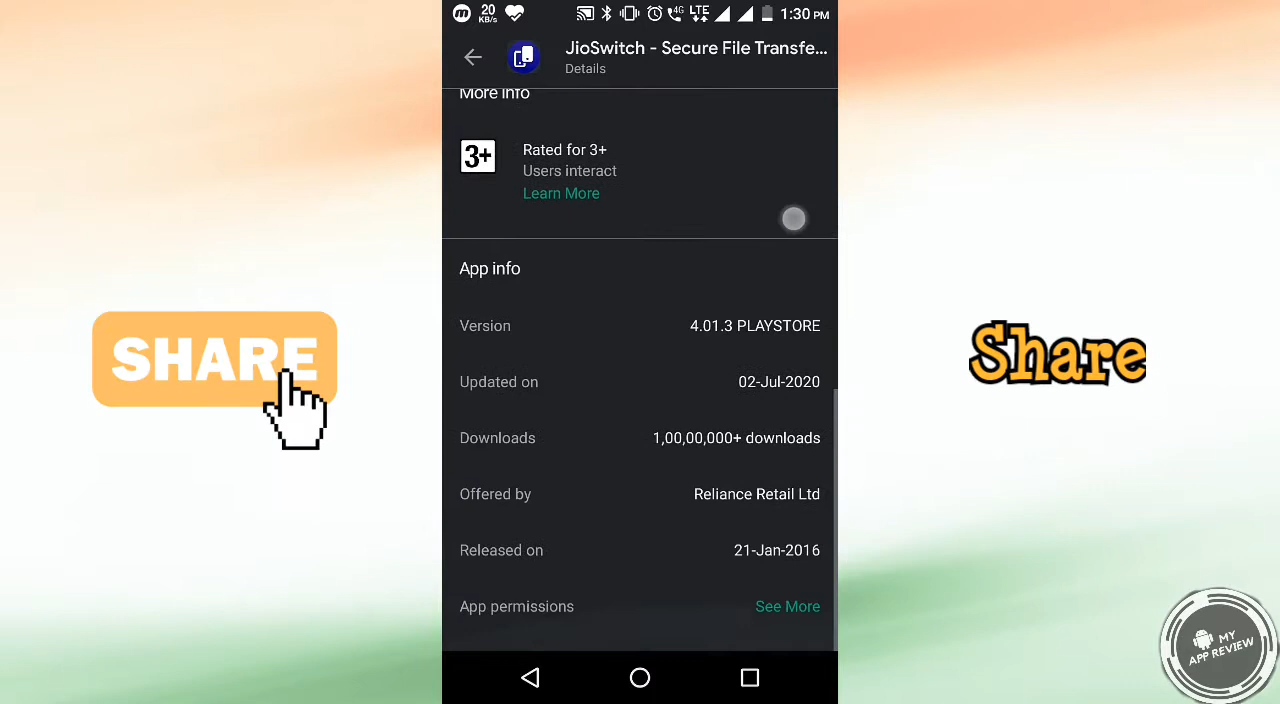 20
KB/s
4G
LTE
1:30 PM
JioSwitch - Secure File Transfe...
Details
More info
3+
Rated for 3+
Users interact
Learn More
App info
Version 4.01.3 PLAYSTORE
Updated on 02-Jul-2020
Downloads 1,00,00,000+ downloads
Offered by Reliance Retail Ltd
Released on 21-Jan-2016
App permissions See More
SHARE
Share
MY
APP REVIEW